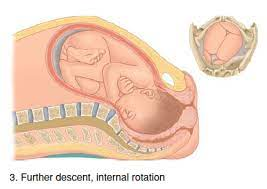 3. Further descent, internal rotation